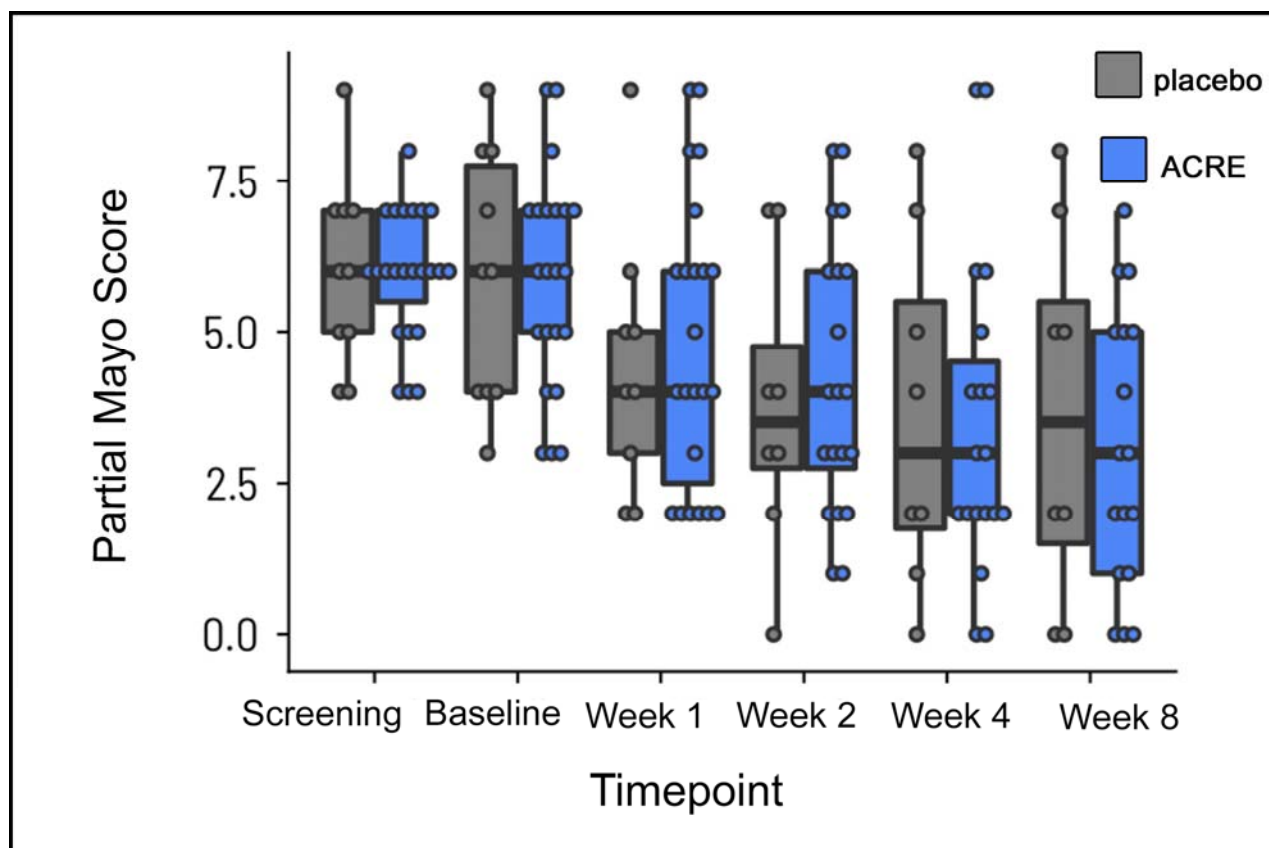 placebo
ACRE
Partial Mayo Score
7.5
5.0
2.5
0.0
Screening Baseline Week 1 Week 2 Week 4 Week 8
Timepoint